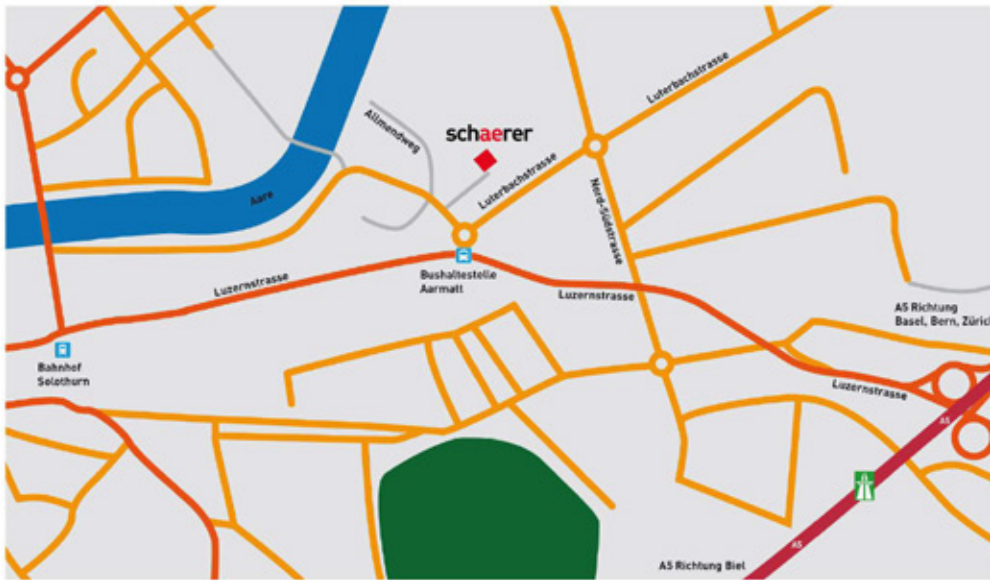 Luterbachstrasse
Allmendweg
schaerer
Luterbachstrasse
Nord-Südstrasse
Aare
Bushaltestelle
Aarmatt
Luzernstrasse
Luzernstrasse
A5 Richtung
Basel, Bern, Züric
Bahnhof
Solothurn
Luzernstrasse
A5
A5
A5 Richtung Biel